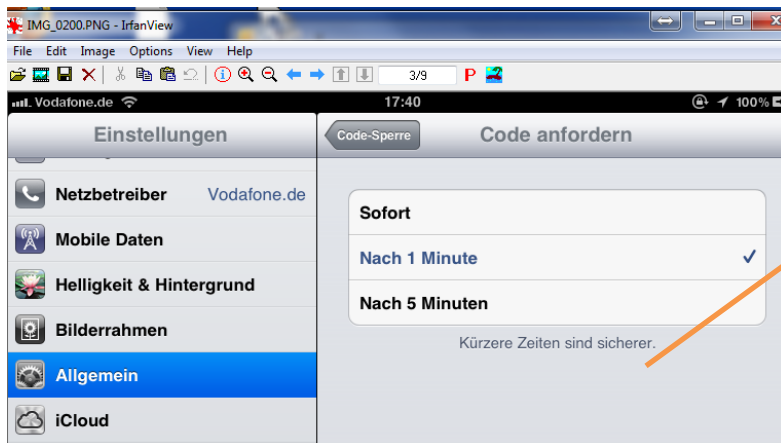 IMG_0200.PNG - IrfanView
File Edit Image Options View Help
3/9 P
Vodafone.de 17:40 100%
Einstellungen
Netzbetreiber Vodafone.de
Mobile Daten
Helligkeit & Hintergrund
Bilderrahmen
Allgemein
iCloud
Code-Sperre Code anfordern
Sofort
Nach 1 Minute
Nach 5 Minuten
Kürzere Zeiten sind sicherer.